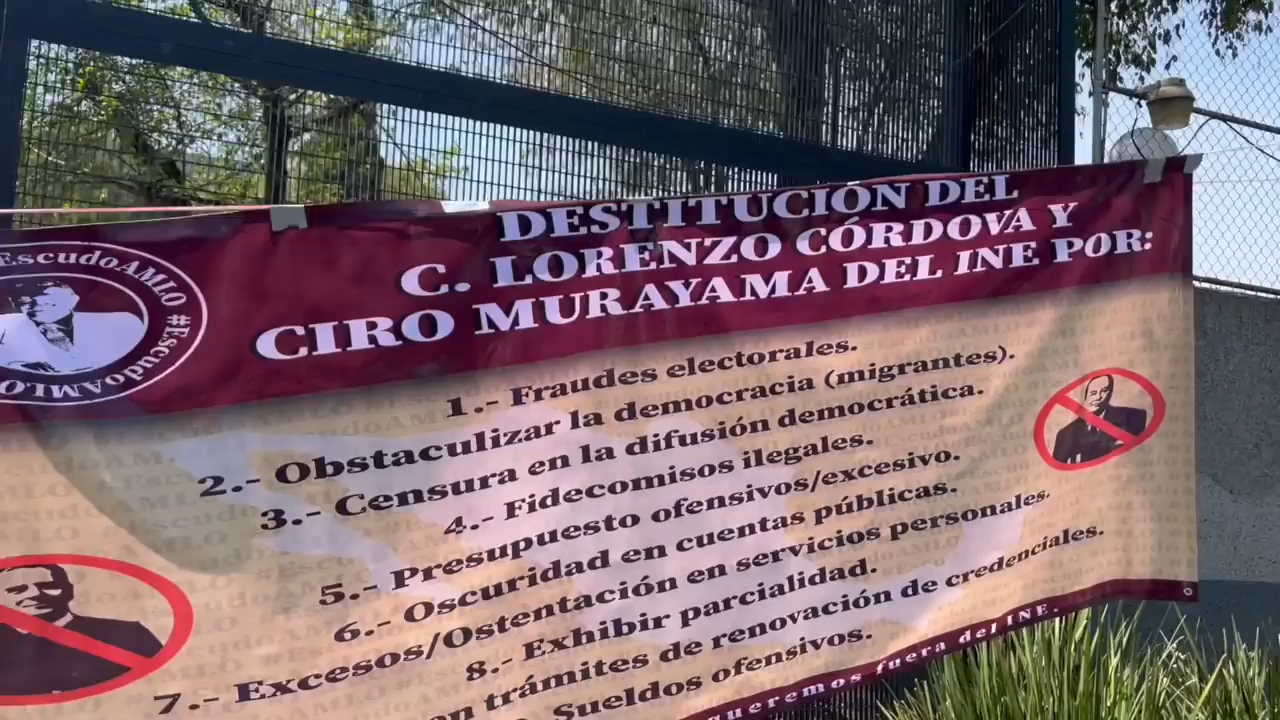 DESTITUCIÓN DEL
C. LORENZO CÓRDOVA Y
CIRO MURAYAMA DEL INE POR:
EscudoAMLO #EscudoAMLO
1.- Fraudes electorales.
2.- Obstaculizar la democracia (migrantes).
3.- Censura en la difusión democrática.
4.- Fidecomisos ilegales.
5.- Presupuesto ofensivos/excesivo.
6.- Oscuridad en cuentas públicas.
7.- Excesos/Ostentación en servicios personales.
8.- Exhibir parcialidad.
en trámites de renovación de credenciales.
Sueldos ofensivos.
queremos fuera del INE.